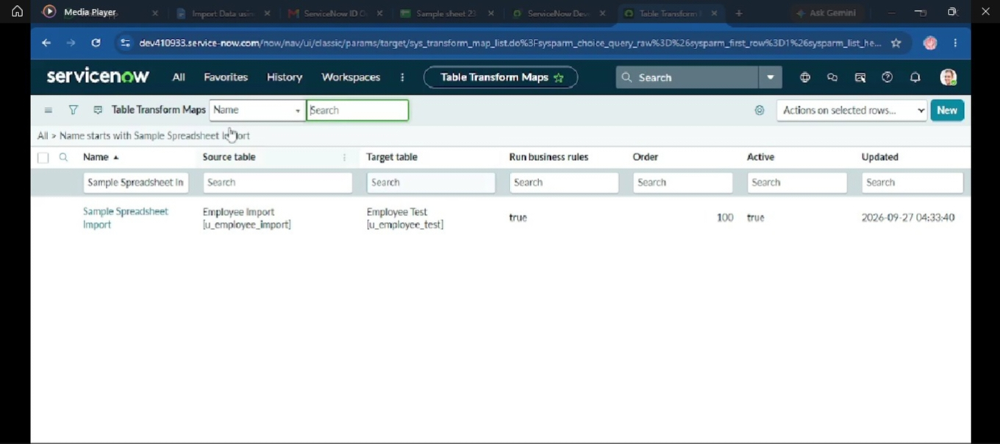 Media Player
Import Data usin
ServiceNow ID
Sample sheet 23
ServiceNow Dev
Table Transform
Ask Gemini
dev410933.service-now.com/now/nav/ui/classic/params/target/sys_transform_map_list.do%3Fsysparm_choice_query_raw%3D%26sysparm_first_row%3D1%26sysparm_list_he...
servicenow All Favorites History Workspaces Table Transform Maps Search
Table Transform Maps Name Search Actions on selected rows... New
All > Name starts with Sample Spreadsheet Import
Name Source table Target table Run business rules Order Active Updated
Sample Spreadsheet In Search Search Search Search Search Search
Sample Spreadsheet Import
Employee Import [u_employee_import]
Employee Test [u_employee_test]
true
100
true
2026-09-27 04:33:40